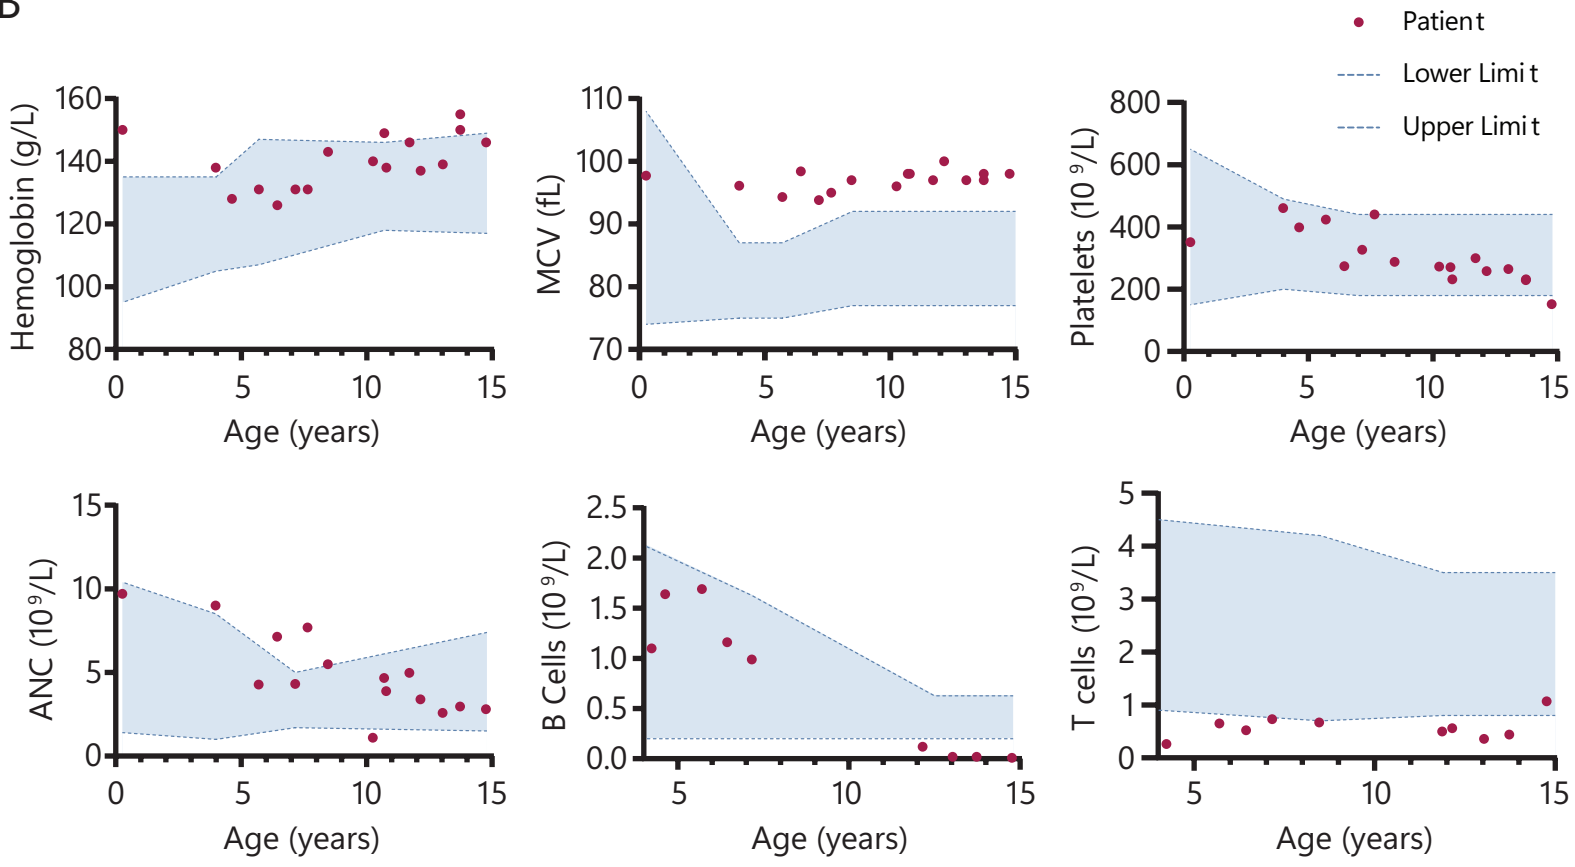 B
Patient
Lower Limit
Upper Limit
Hemoglobin (g/L)
160
140
120
100
80
0 5 10 15
Age (years)
MCV (fL)
110
100
90
80
70
0 5 10 15
Age (years)
Platelets (10⁹/L)
800
600
400
200
0
0 5 10 15
Age (years)
ANC (10⁹/L)
15
10
5
0
0 5 10 15
Age (years)
B Cells (10⁹/L)
2.5
2.0
1.5
1.0
0.5
0.0
5 10 15
Age (years)
T cells (10⁹/L)
5
4
3
2
1
0
5 10 15
Age (years)